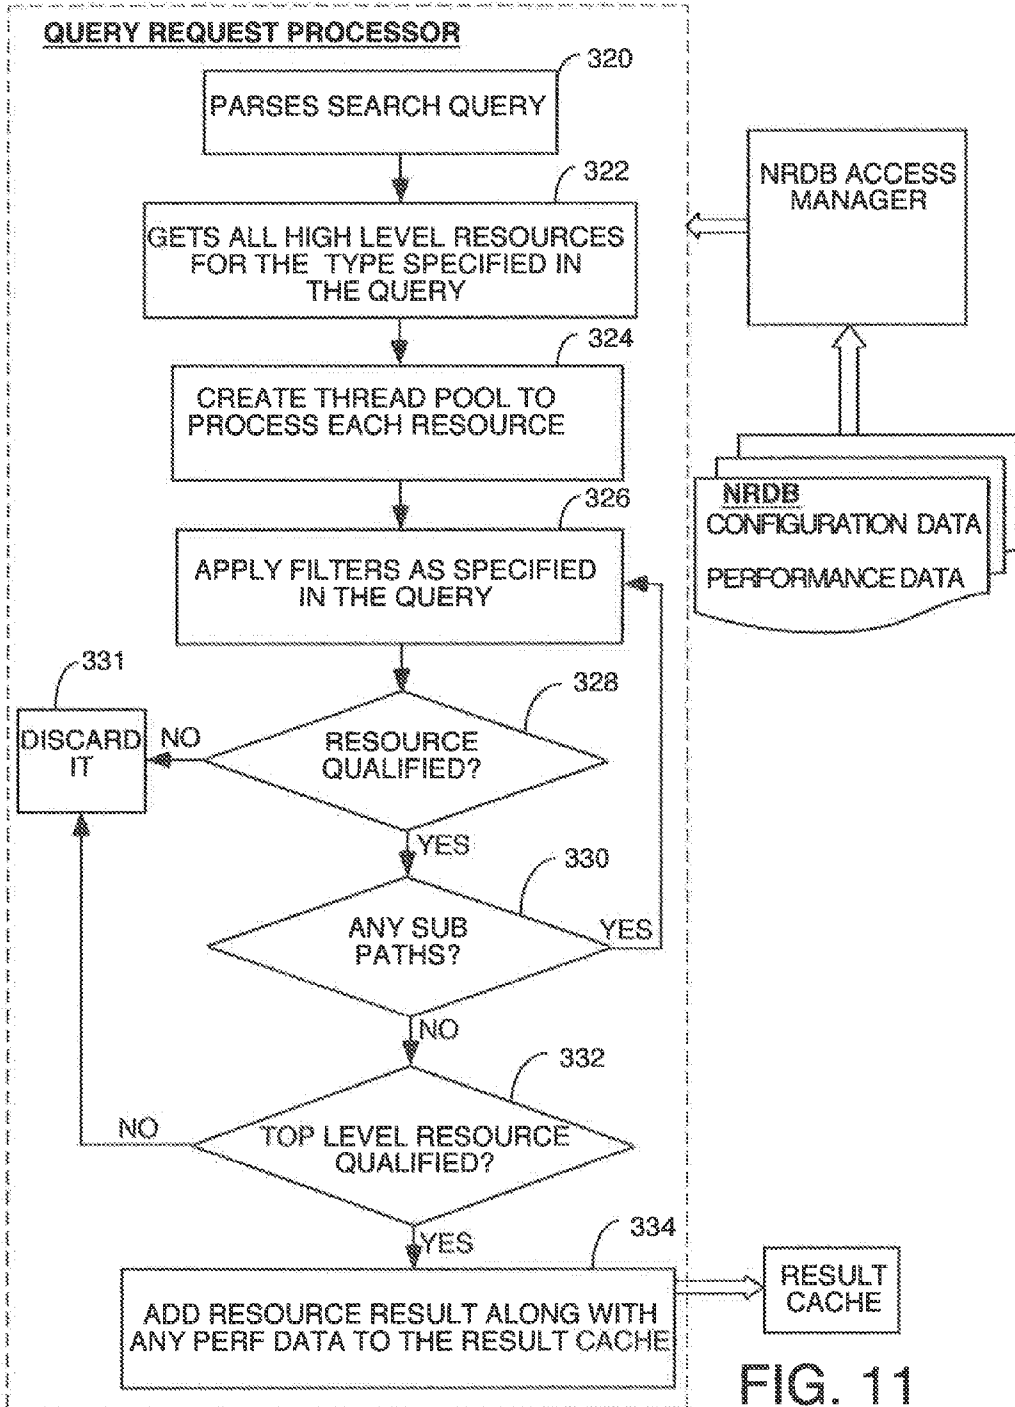 QUERY REQUEST PROCESSOR
320
PARSES SEARCH QUERY
322
GETS ALL HIGH LEVEL RESOURCES
FOR THE TYPE SPECIFIED IN
THE QUERY
NRDB ACCESS
MANAGER
324
CREATE THREAD POOL TO
PROCESS EACH RESOURCE
326
APPLY FILTERS AS SPECIFIED
IN THE QUERY
NRDB
CONFIGURATION DATA
PERFORMANCE DATA
331
DISCARD
IT
NO
328
RESOURCE
QUALIFIED?
YES
330
ANY SUB
PATHS?
YES
NO
332
TOP LEVEL RESOURCE
QUALIFIED?
NO
YES
334
ADD RESOURCE RESULT ALONG WITH
ANY PERF DATA TO THE RESULT CACHE
RESULT
CACHE
FIG. 11